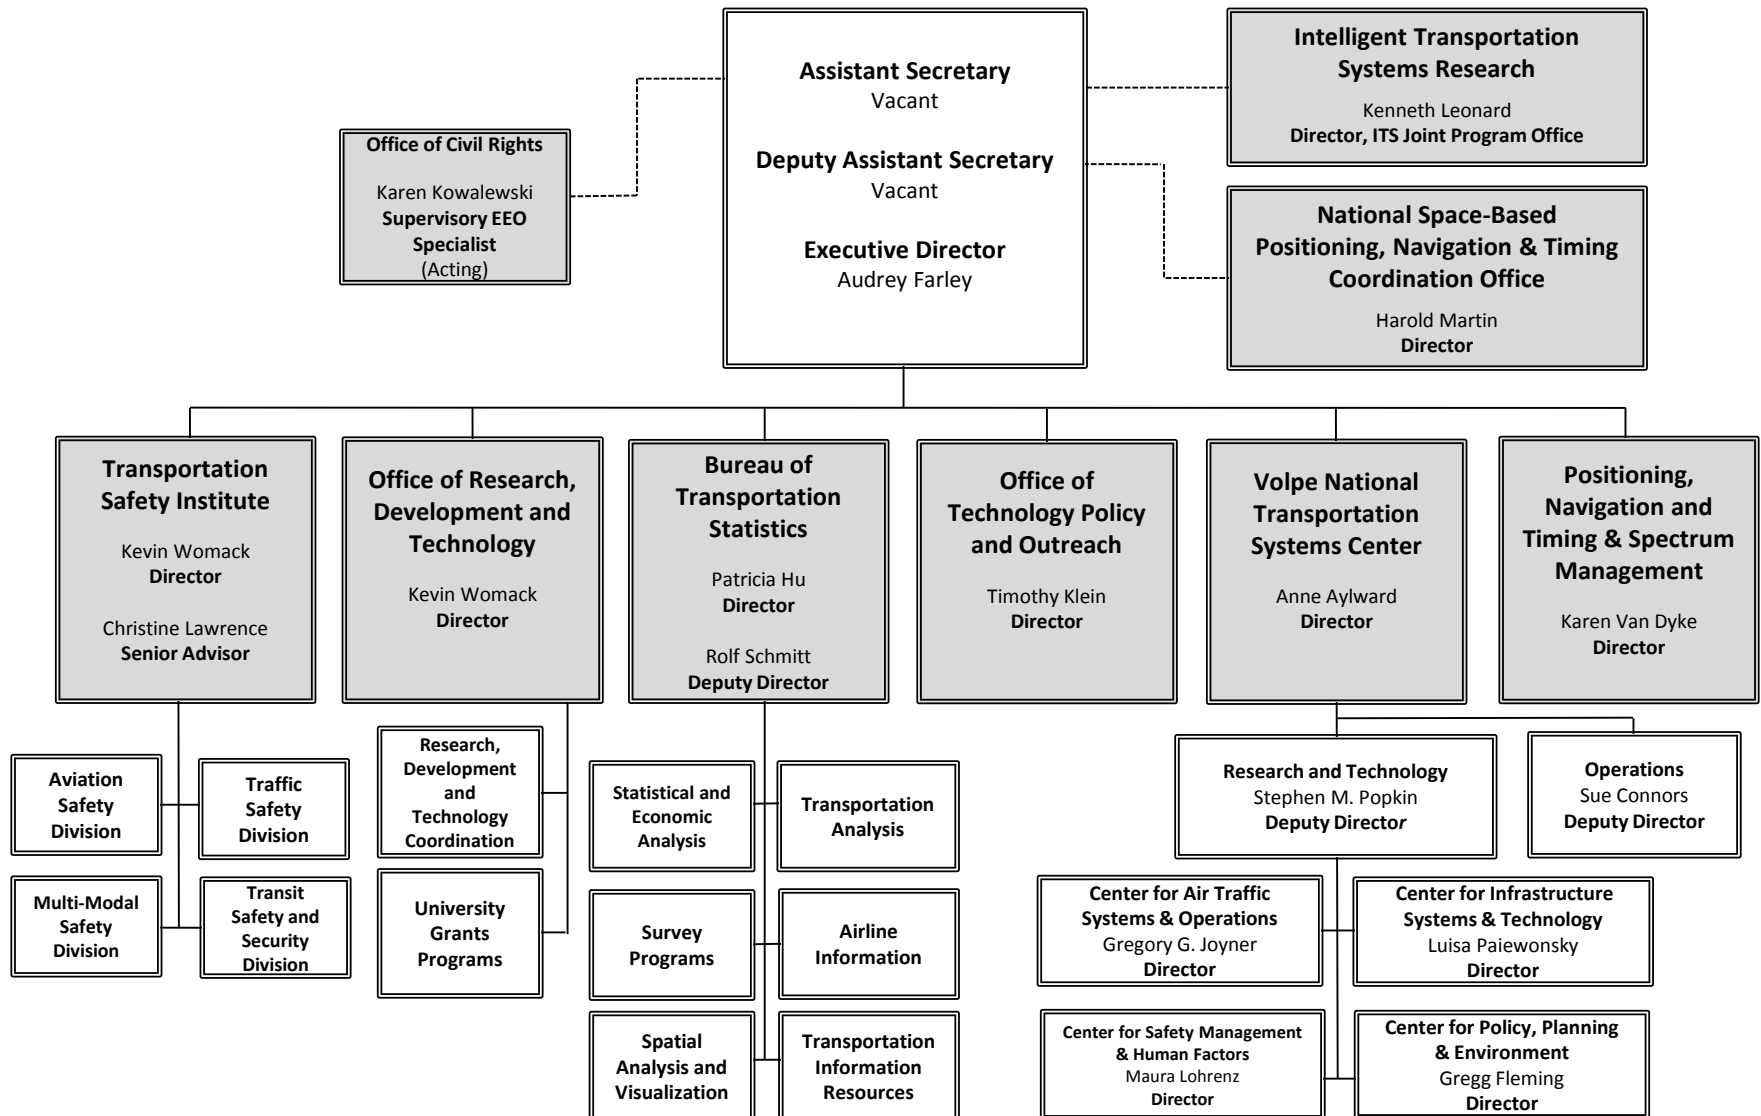 Assistant Secretary
Vacant
Deputy Assistant Secretary
Vacant
Executive Director
Audrey Farley
Office of Civil Rights
Karen Kowalewski
Supervisory EEO
Specialist
(Acting)
Intelligent Transportation
Systems Research
Kenneth Leonard
Director, ITS Joint Program Office
National Space-Based
Positioning, Navigation & Timing
Coordination Office
Harold Martin
Director
Transportation
Safety Institute
Kevin Womack
Director
Christine Lawrence
Senior Advisor
Office of Research,
Development and
Technology
Kevin Womack
Director
Bureau of
Transportation
Statistics
Patricia Hu
Director
Rolf Schmitt
Deputy Director
Office of
Technology Policy
and Outreach
Timothy Klein
Director
Volpe National
Transportation
Systems Center
Anne Aylward
Director
Positioning,
Navigation and
Timing & Spectrum
Management
Karen Van Dyke
Director
Aviation
Safety
Division
Traffic
Safety
Division
Multi-Modal
Safety
Division
Transit
Safety and
Security
Division
Research,
Development
and
Technology
Coordination
University
Grants
Programs
Statistical and
Economic
Analysis
Transportation
Analysis
Survey
Programs
Airline
Information
Spatial
Analysis and
Visualization
Transportation
Information
Resources
Research and Technology
Stephen M. Popkin
Deputy Director
Operations
Sue Connors
Deputy Director
Center for Air Traffic
Systems & Operations
Gregory G. Joyner
Director
Center for Infrastructure
Systems & Technology
Luisa Paiewonsky
Director
Center for Safety Management
& Human Factors
Maura Lohrenz
Director
Center for Policy, Planning
& Environment
Gregg Fleming
Director